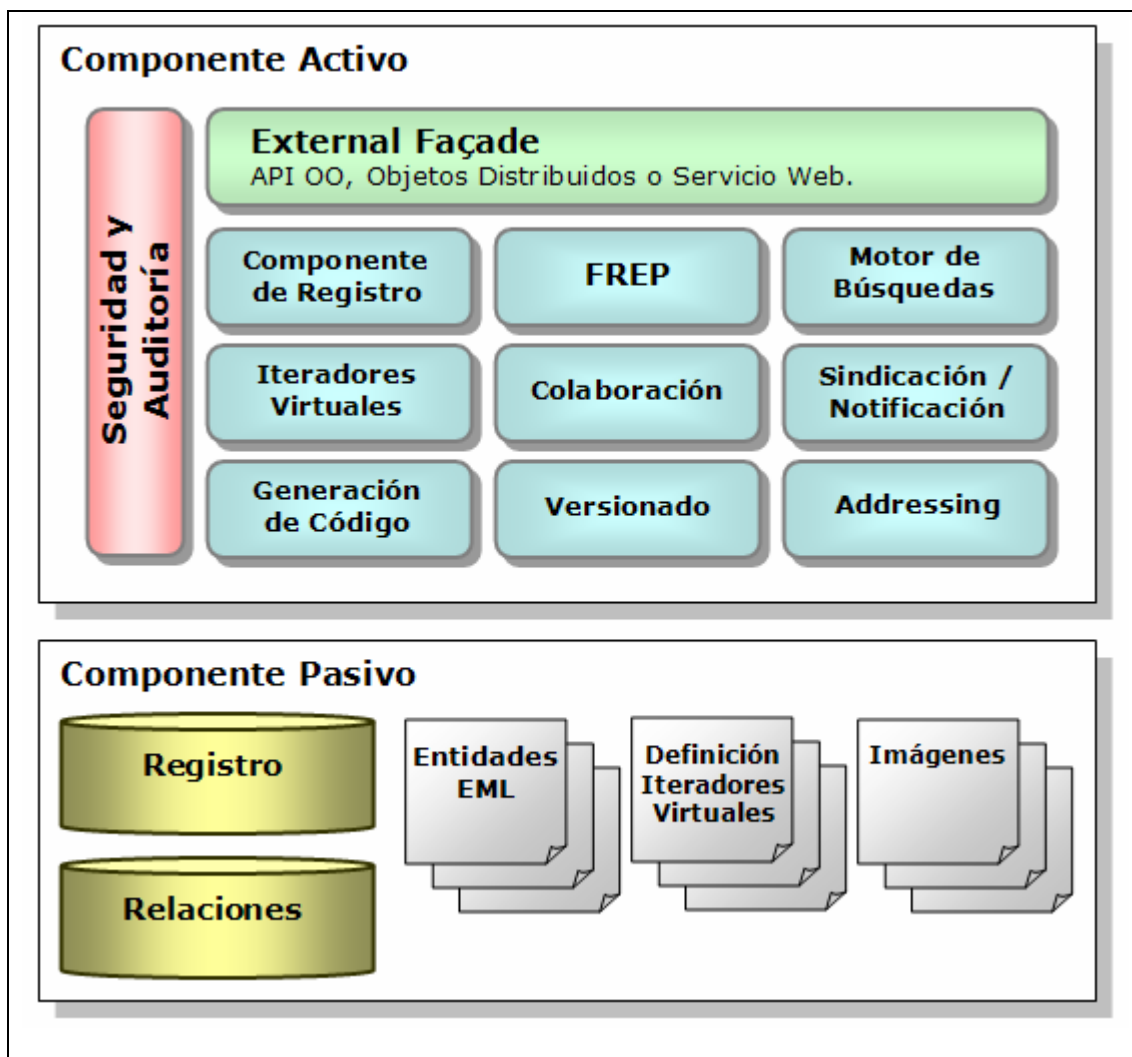 Componente Activo
Seguridad y
Auditoría
External Façade
API OO, Objetos Distribuidos o Servicio Web.
Componente
de Registro
FREP
Motor de
Búsquedas
Iteradores
Virtuales
Colaboración
Sindicación /
Notificación
Generación
de Código
Versionado
Addressing
Componente Pasivo
Registro
Relaciones
Entidades
EML
Definición
Iteradores
Virtuales
Imágenes